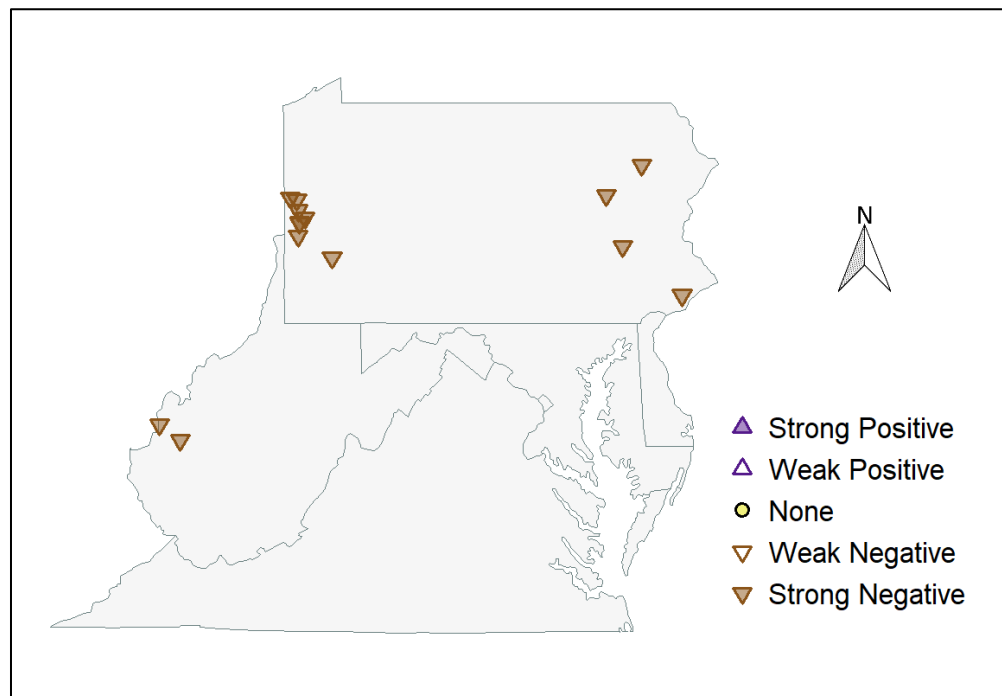 N
Strong Positive
Weak Positive
None
Weak Negative
Strong Negative